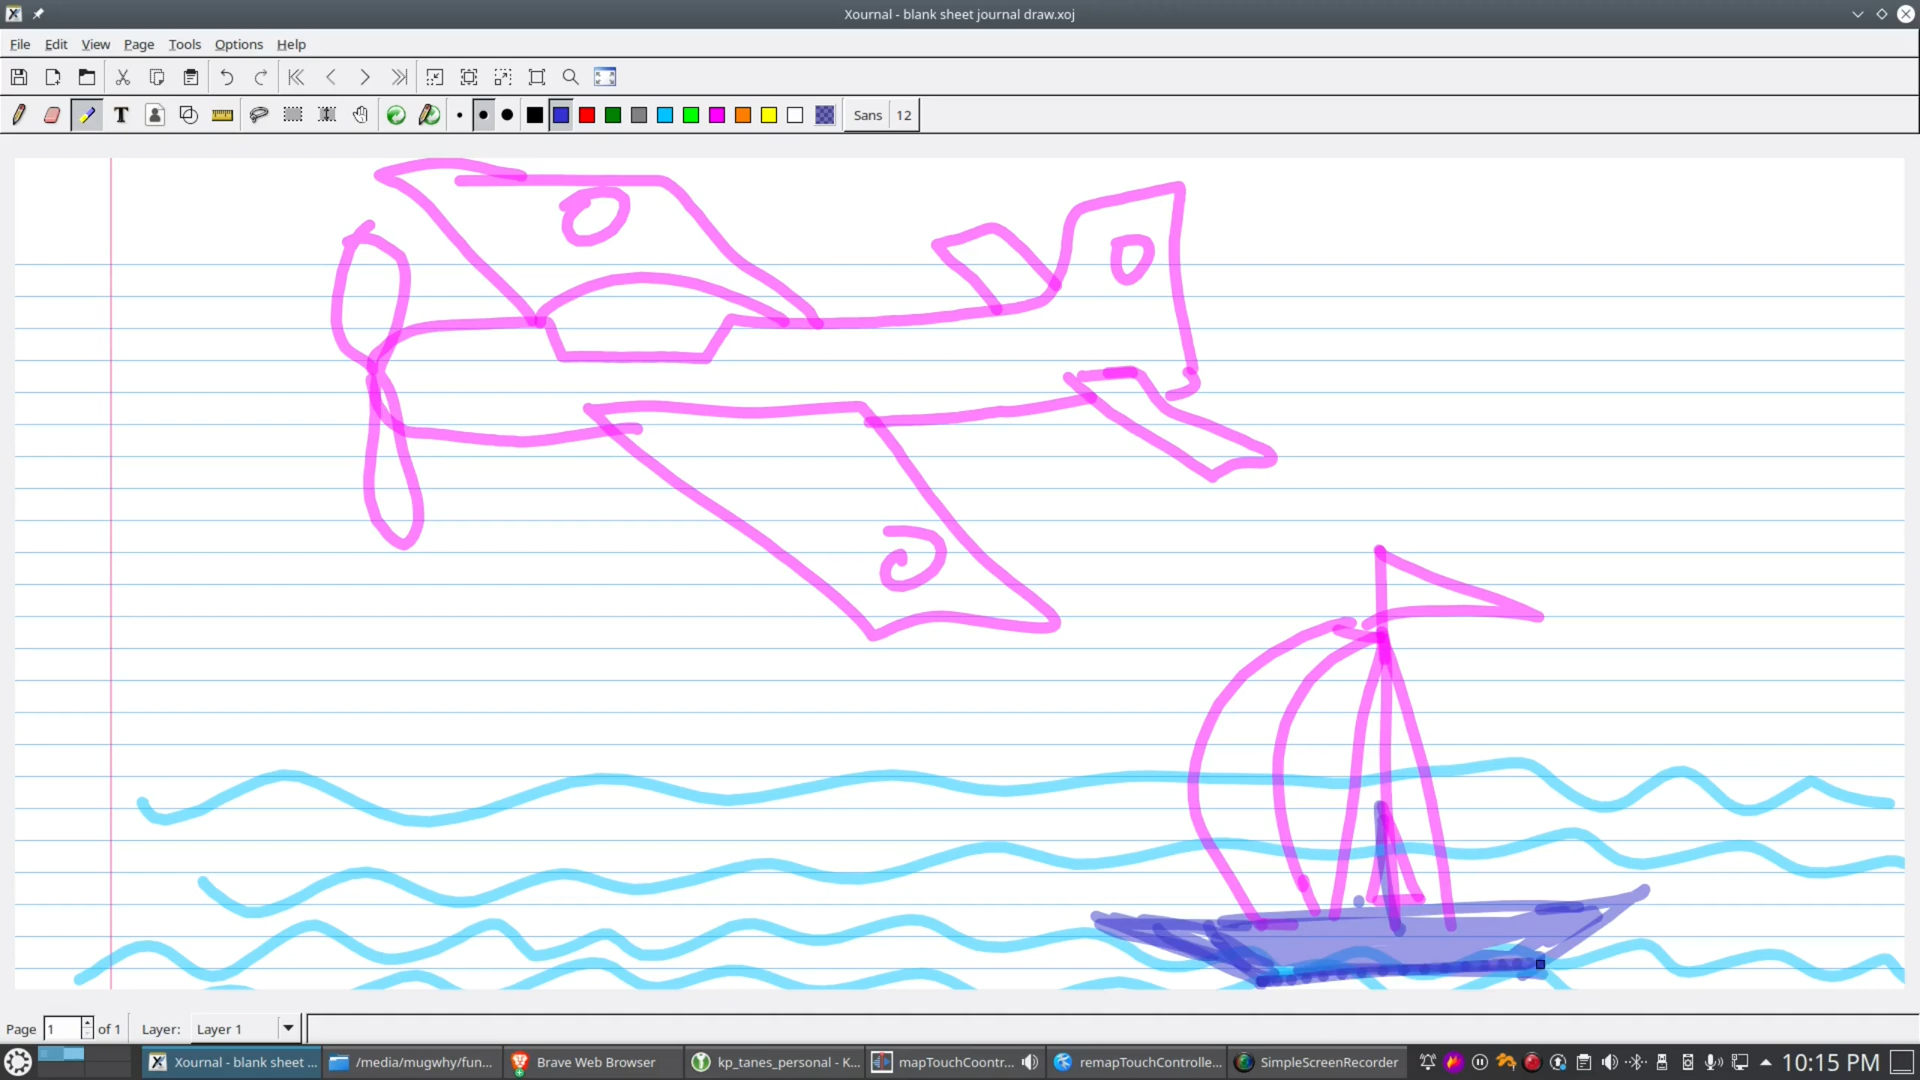 Xournal - blank sheet journal draw.xoj
File Edit View Page Tools Options Help
T Sans 12
Page 1 of 1 Layer: Layer 1
Xournal - blank sheet ... /media/mugwhy/fun... Brave Web Browser kp_tanes_personal - K... mapTouchCoontr... remapTouchControlle... SimpleScreenRecorder 10:15 PM